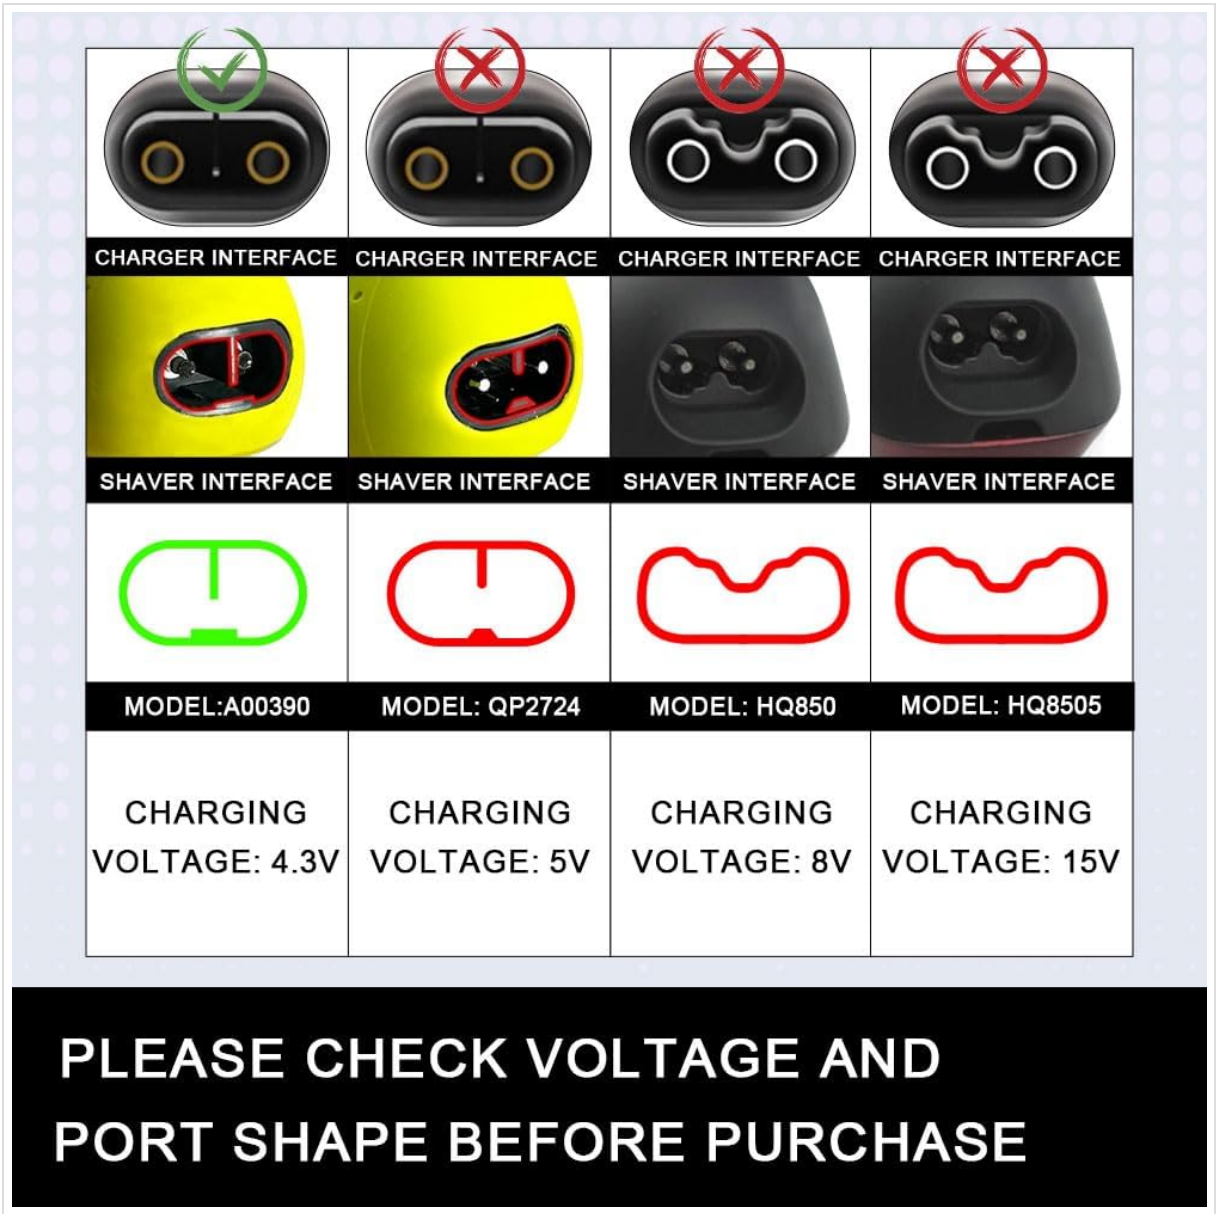 CHARGER INTERFACE CHARGER INTERFACE CHARGER INTERFACE CHARGER INTERFACE
SHAVER INTERFACE SHAVER INTERFACE SHAVER INTERFACE SHAVER INTERFACE
MODEL:A00390 MODEL: QP2724 MODEL: HQ850 MODEL: HQ8505
CHARGING
VOLTAGE: 4.3V
CHARGING
VOLTAGE: 5V
CHARGING
VOLTAGE: 8V
CHARGING
VOLTAGE: 15V
PLEASE CHECK VOLTAGE AND
PORT SHAPE BEFORE PURCHASE